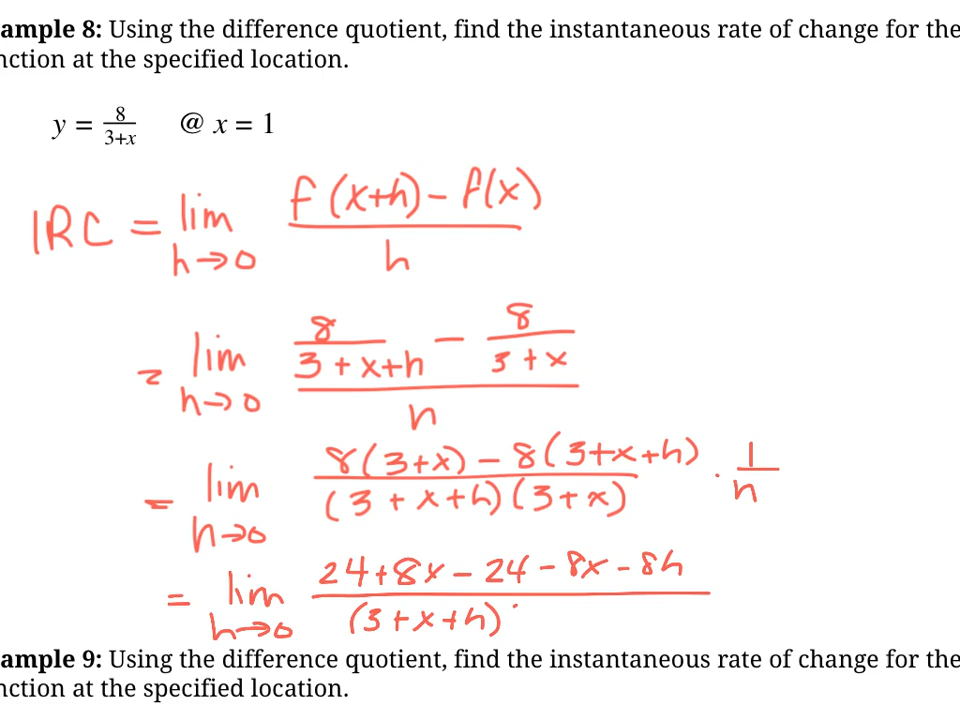 ample 8: Using the difference quotient, find the instantaneous rate of change for the
nction at the specified location.
y = 8/(3+x) @ x = 1
IRC = lim h→0 (f(x+h) - f(x))/h
= lim h→0 (8/(3+x+h) - 8/(3+x))/h
= lim h→0 (8(3+x) - 8(3+x+h))/((3+x+h)(3+x)) · 1/h
= lim h→0 (24+8x-24-8x-8h)/((3+x+h)
ample 9: Using the difference quotient, find the instantaneous rate of change for the
nction at the specified location.